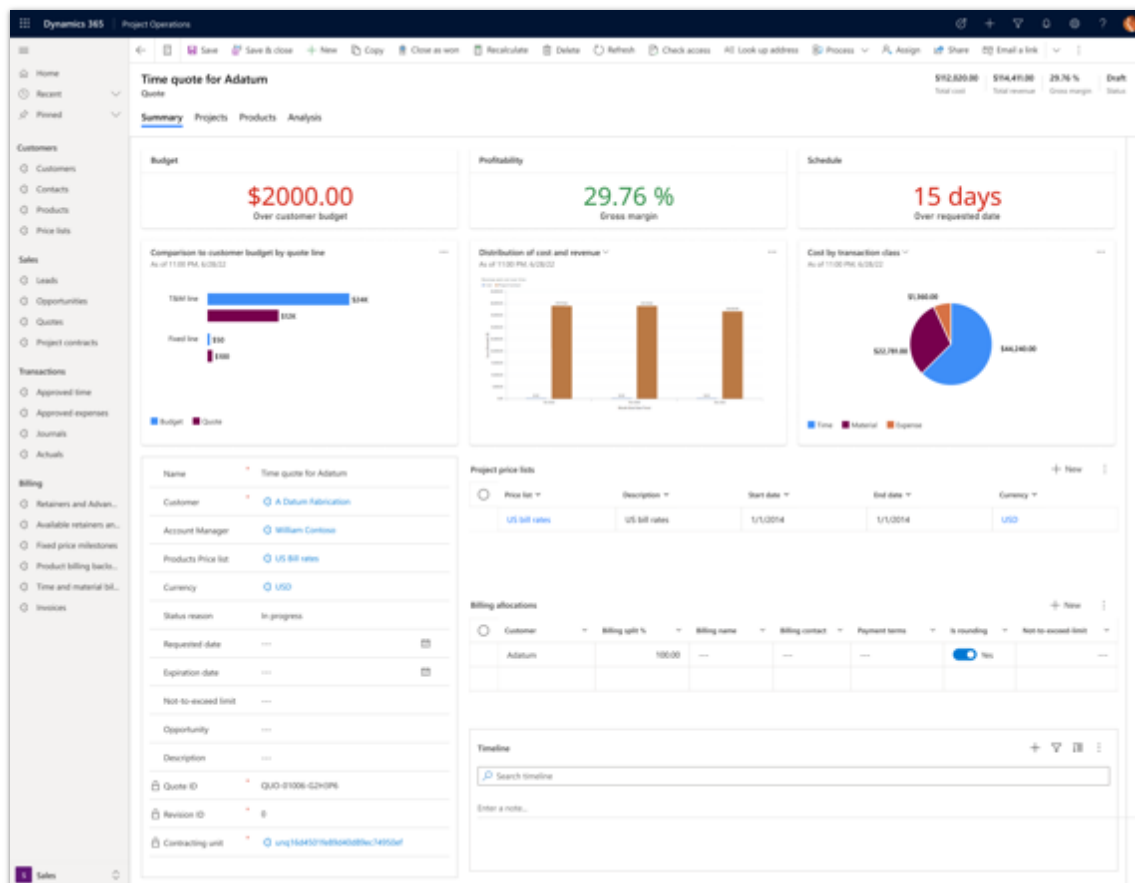 Dynamics 365 Project Operations
Save Save & close New Copy Close as won Recalculate Delete Refresh Check access Look up address Process Assign Share Email a link
Home
Recent
Pinned
Customers
Customers
Contacts
Products
Price lists
Sales
Leads
Opportunities
Quotes
Project contracts
Transactions
Approved time
Approved expenses
Journals
Actuals
Billing
Retainers and Advan...
Available retainers an...
Fixed price milestones
Product billing backlo...
Time and material bil...
Invoices
Sales
Time quote for Adatum
Quote
$112,020.00 $114,411.00 29.76 % Draft
Total cost Total revenue Gross margin Status
Summary Projects Products Analysis
Budget
$2000.00
Over customer budget
Profitability
29.76 %
Gross margin
Schedule
15 days
Over requested date
Comparison to customer budget by quote line
As of 11:00 PM, 6/28/22
T&M line
$24K
$12K
Fixed line
$50
$100
Budget Quote
Distribution of cost and revenue
As of 11:00 PM, 6/28/22
Cost by transaction class
As of 11:00 PM, 6/28/22
$22,781.00
$44,240.00
Time Material Expense
Name * Time quote for Adatum
Customer * A Datum Fabrication
Account Manager William Contoso
Products Price list US Bill rates
Currency USD
Status reason In progress
Requested date ---
Expiration date ---
Not-to-exceed limit ---
Opportunity ---
Description ---
Quote ID * QUO-01006-G2H0P6
Revision ID * 0
Contracting unit *
Project price lists
New
Price list Description Start date End date Currency
US bill rates US bill rates 1/1/2014 1/1/2014 USD
Billing allocations
New
Customer Billing split % Billing name Billing contact Payment terms Is rounding Not-to-exceed-limit
Adatum 100.00 --- --- --- Yes ---
Timeline
Search timeline
Enter a note...